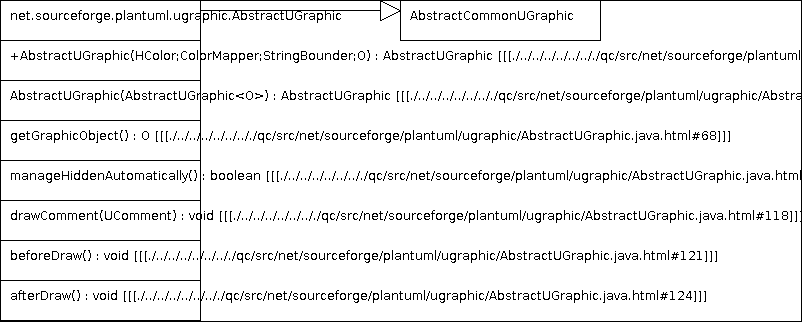 net.sourceforge.plantuml.ugraphic.AbstractUGraphic
AbstractCommonUGraphic
+AbstractUGraphic(HColor;ColorMapper;StringBounder;O) : AbstractUGraphic [[[./../../../../../../../qc/src/net/sourceforge/plantuml
AbstractUGraphic(AbstractUGraphic<O>) : AbstractUGraphic [[[./../../../../../../../qc/src/net/sourceforge/plantuml/ugraphic/Abstra
getGraphicObject() : O [[[./../../../../../../../qc/src/net/sourceforge/plantuml/ugraphic/AbstractUGraphic.java.html#68]]]
manageHiddenAutomatically() : boolean [[[./../../../../../../../qc/src/net/sourceforge/plantuml/ugraphic/AbstractUGraphic.java.html
drawComment(UComment) : void [[[./../../../../../../../qc/src/net/sourceforge/plantuml/ugraphic/AbstractUGraphic.java.html#118]]]
beforeDraw() : void [[[./../../../../../../../qc/src/net/sourceforge/plantuml/ugraphic/AbstractUGraphic.java.html#121]]]
afterDraw() : void [[[./../../../../../../../qc/src/net/sourceforge/plantuml/ugraphic/AbstractUGraphic.java.html#124]]]